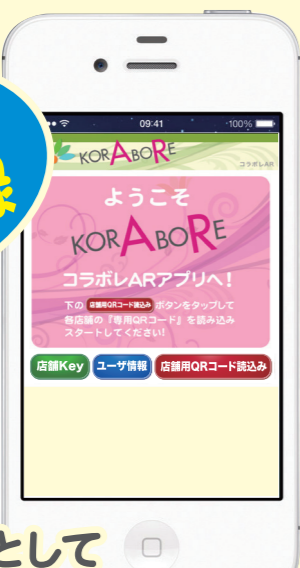 09:41 100%
KORABORE
コラボレAR
ようこそ
KORABORE
コラボレARアプリへ！
下の 店舗用QRコード読込み ボタンをタップして
各店舗の『専用QRコード』を読み込み
スタートしてください!
店舗Key ユーザ情報 店舗用QRコード読込み
として